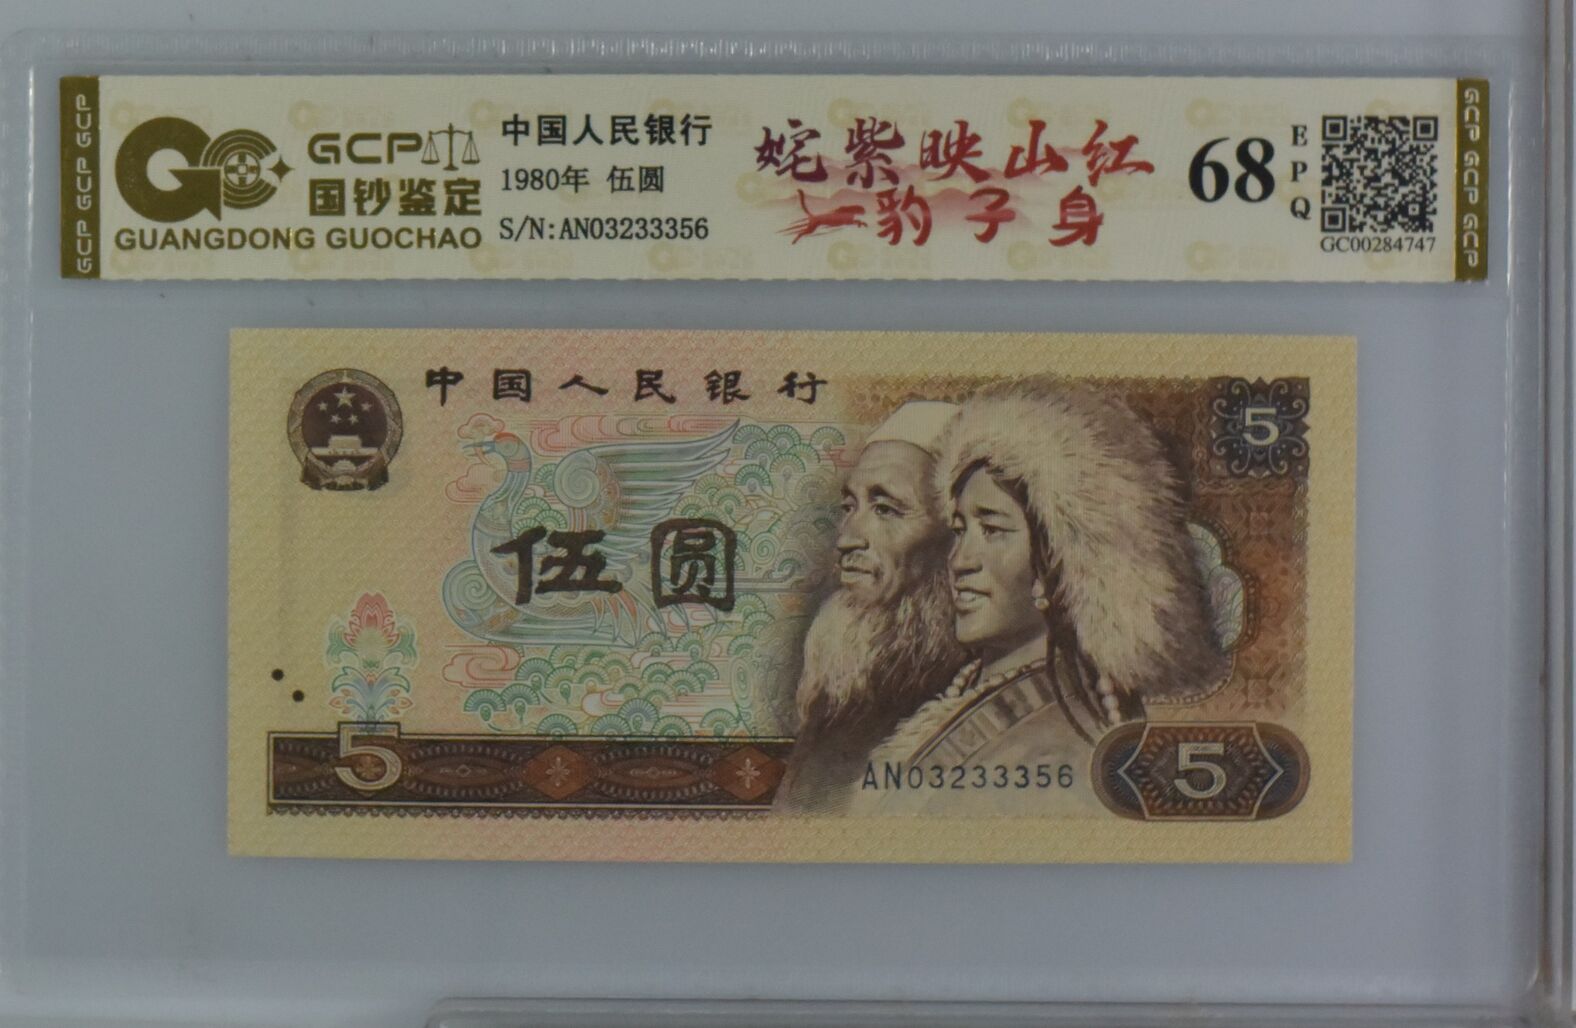 GCP GCP GCP
GCP
国钞鉴定
GUANGDONG GUOCHAO
中国人民银行
1980年 伍圆
S/N:AN03233356
姹紫映山红
豹子身
68
EPQ
GC00284747
GCP GCP GCP
中国人民银行
5
伍圆
5
AN03233356
5